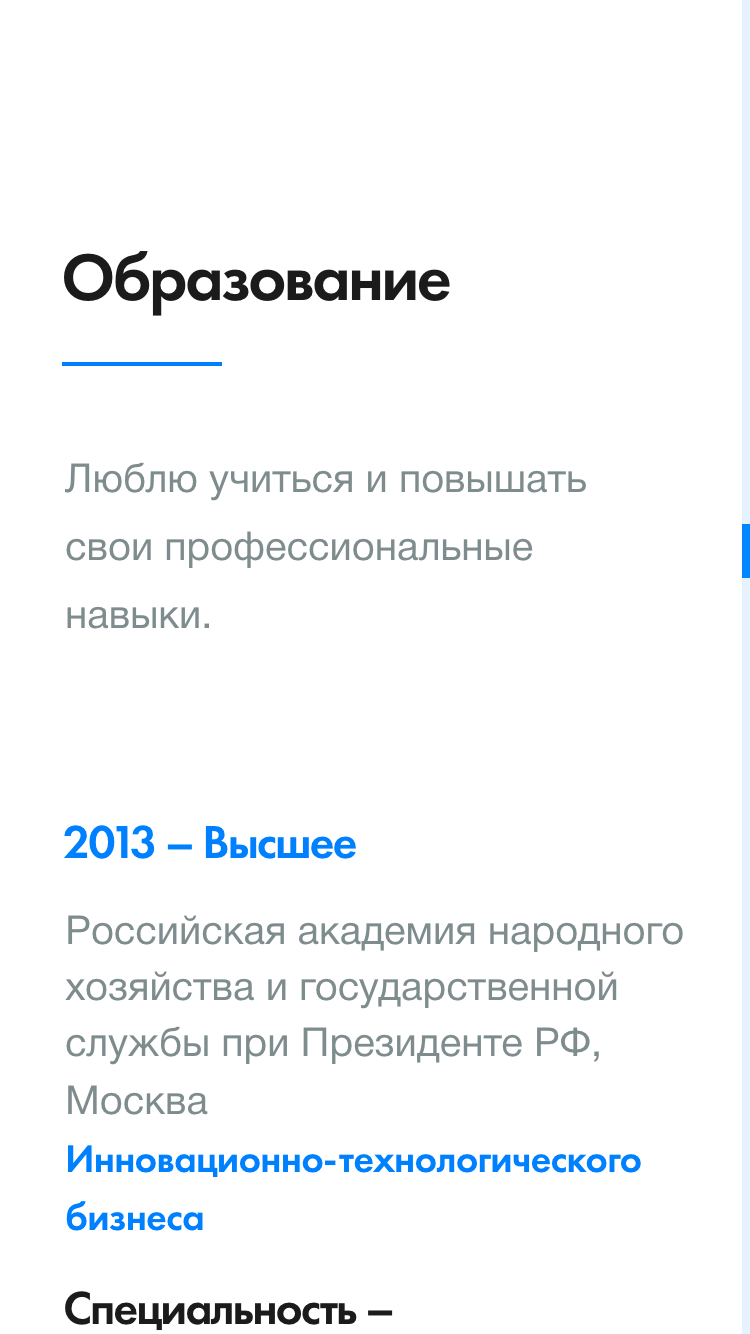 Образование
Люблю учиться и повышать
свои профессиональные
навыки.
2013 – Высшее
Российская академия народного
хозяйства и государственной
службы при Президенте РФ,
Москва
Инновационно-технологического
бизнеса
Специальность –